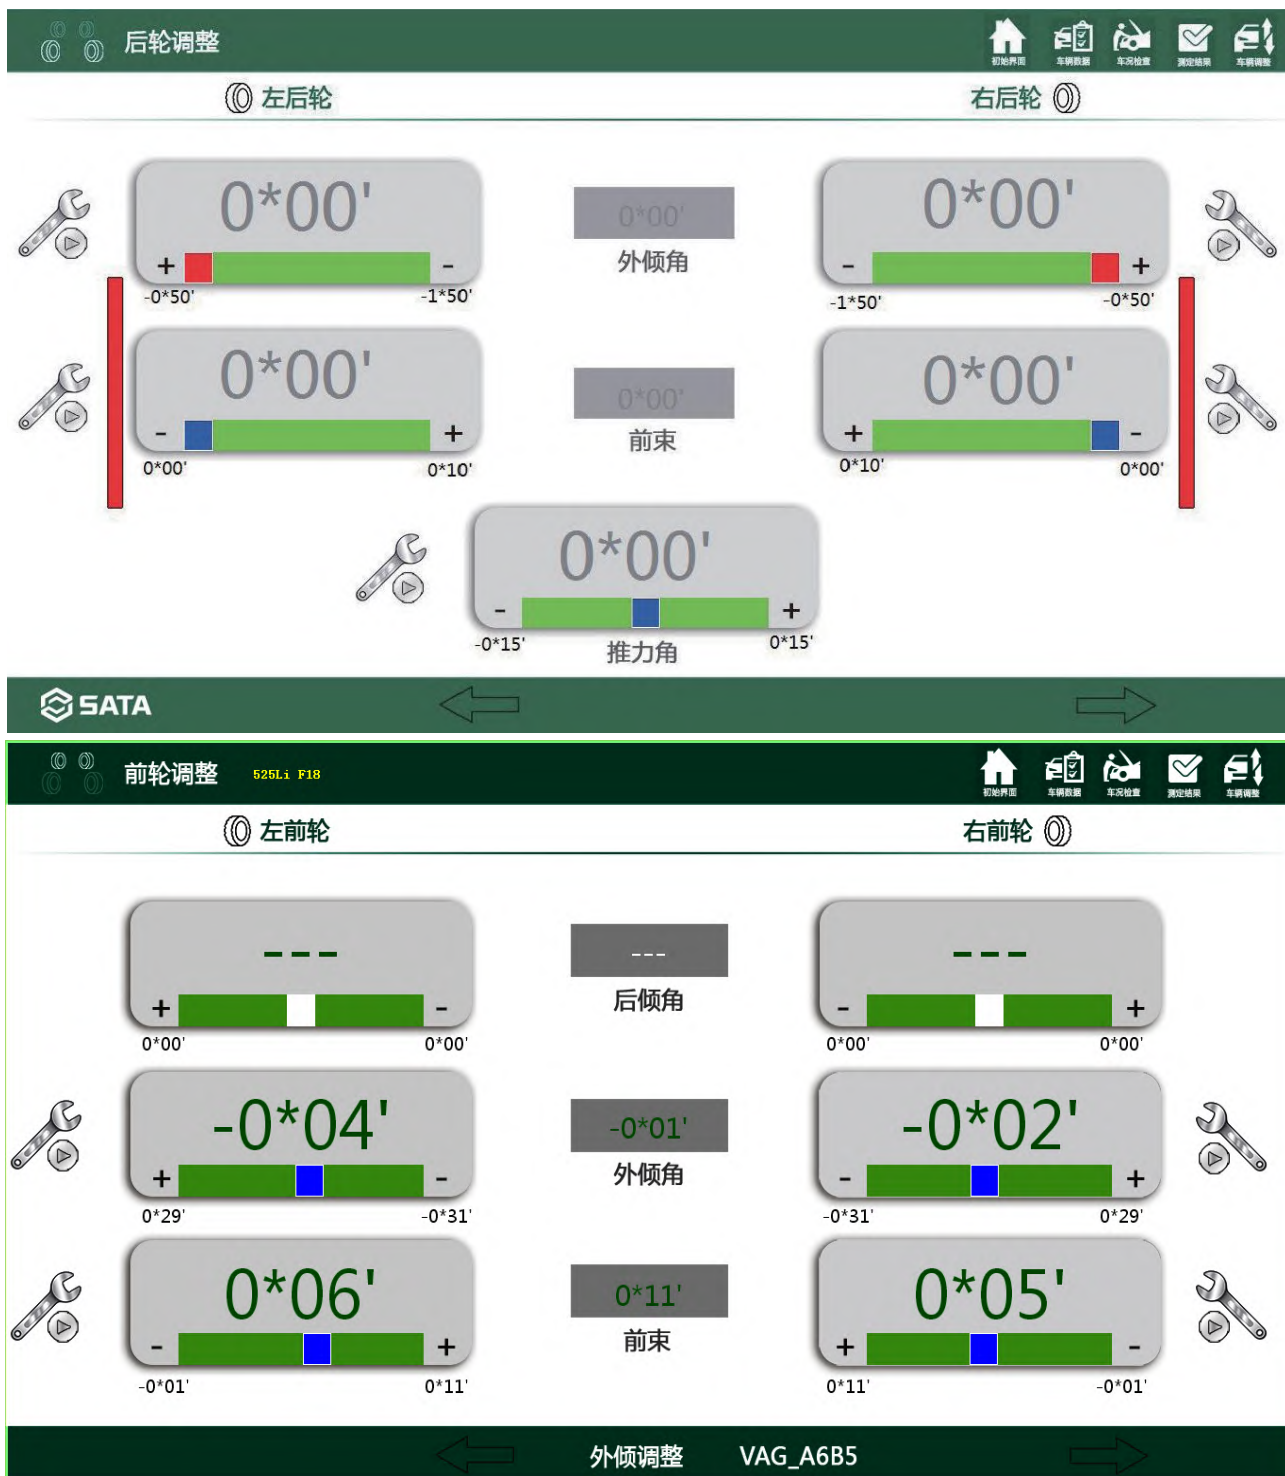 后轮调整
初始界面 车辆数据 车况检查 测定结果 车辆调整
左后轮 右后轮
0*00' 0*00' 0*00'
+ - 外倾角 - +
-0*50' -1*50' -1*50' -0*50'
0*00' 0*00' 0*00'
- + 前束 + -
0*00' 0*10' 0*10' 0*00'
0*00'
- +
-0*15' 推力角 0*15'
SATA
前轮调整 525Li F18
初始界面 车辆数据 车况检查 测定结果 车辆调整
左前轮 右前轮
--- --- ---
+ - 后倾角 - +
0*00' 0*00' 0*00' 0*00'
-0*04' -0*01' -0*02'
+ - 外倾角 - +
0*29' -0*31' -0*31' 0*29'
0*06' 0*11' 0*05'
- + 前束 + -
-0*01' 0*11' 0*11' -0*01'
外倾调整 VAG_A6B5